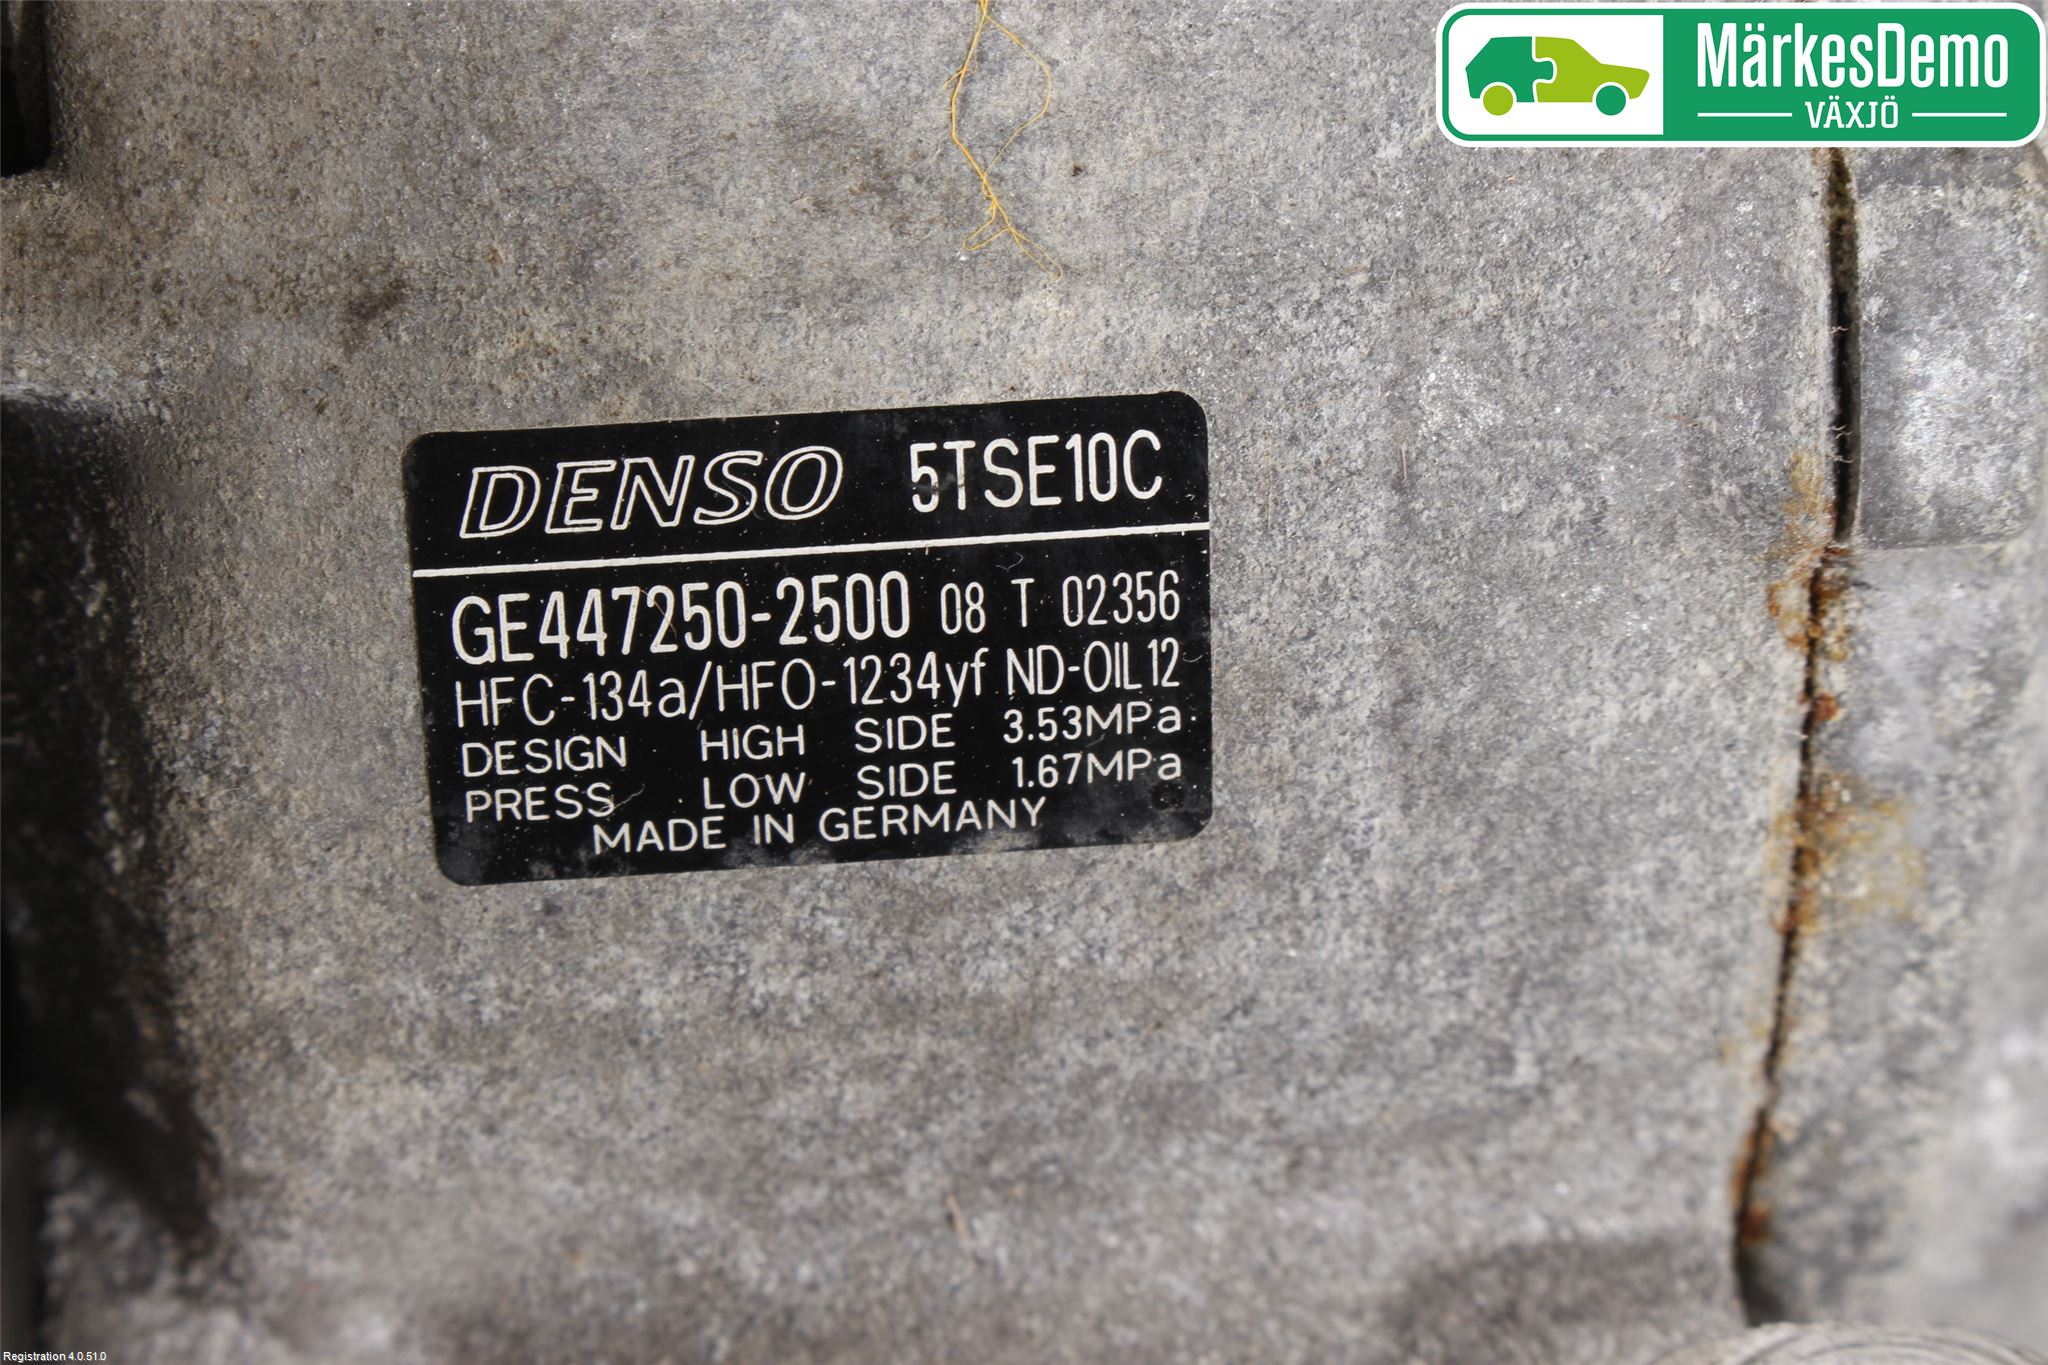 MärkesDemo
VÄXJÖ
DENSO 5TSE10C
GE447250-2500 08 T 02356
HFC-134a/HFO-1234yf ND-OIL12
DESIGN HIGH SIDE 3.53MPa
PRESS LOW SIDE 1.67MPa
MADE IN GERMANY
Registration 4.0.51.0